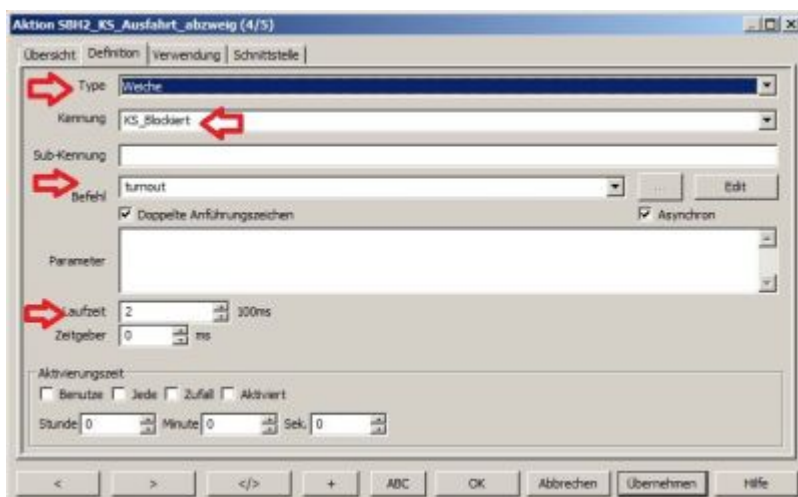 Aktion SBH2_KS_Ausfahrt_abzweig (4/5)
Übersicht Definition Verwendung Schnittstelle
Type Weiche
Kennung KS_Blockiert
Sub-Kennung
Befehl turnout ... Edit
Doppelte Anführungszeichen Asynchron
Parameter
Laufzeit 2 100ms
Zeitgeber 0 ms
Aktivierungszeit
Benutze Jede Zufall Aktiviert
Stunde 0 Minute 0 Sek. 0
< > </> + ABC OK Abbrechen Übernehmen Hilfe